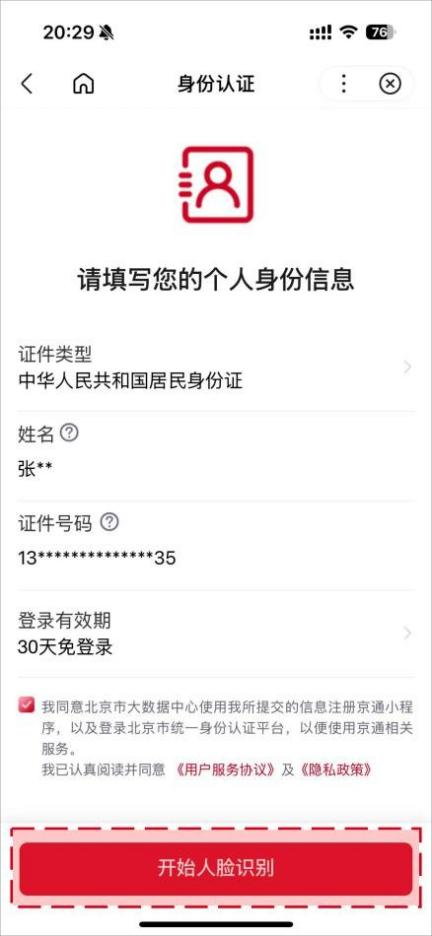 20:29
76
身份认证
请填写您的个人身份信息
证件类型
中华人民共和国居民身份证
姓名
张**
证件号码
13**************35
登录有效期
30天免登录
我同意北京市大数据中心使用我所提交的信息注册京通小程
序，以及登录北京市统一身份认证平台，以便使用京通相关
服务。
我已认真阅读并同意 《用户服务协议》及《隐私政策》
开始人脸识别